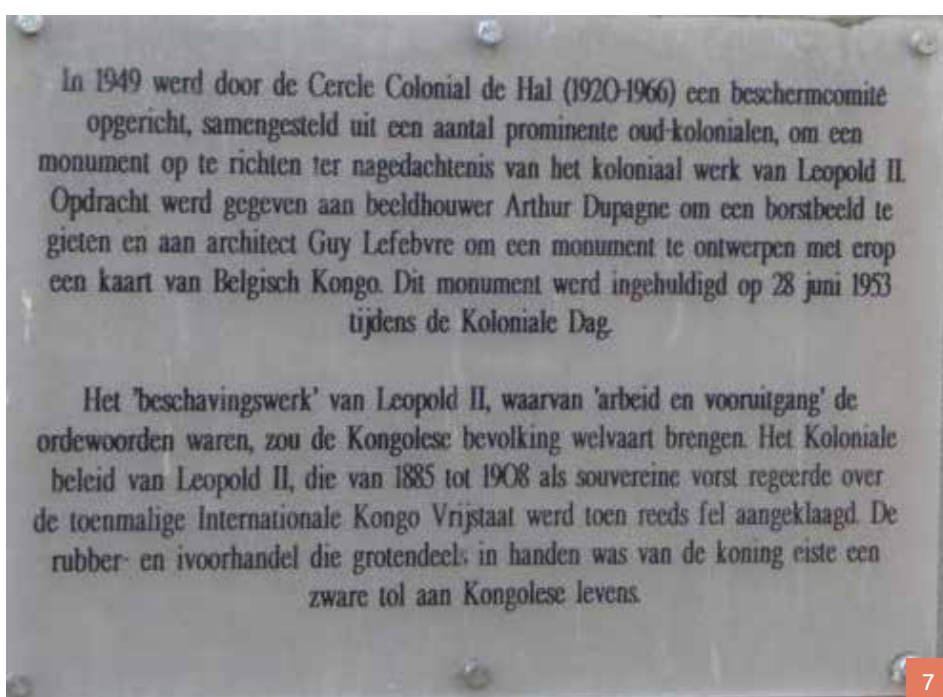 In 1949 werd door de Cercle Colonial de Hal (1920-1966) een beschermcomité
opgericht, samengesteld uit een aantal prominente oud-kolonialen, om een
monument op te richten ter nagedachtenis van het koloniaal werk van Leopold II.
Opdracht werd gegeven aan beeldhouwer Arthur Dupagne om een borstbeeld te
gieten en aan architect Guy Lefebvre om een monument te ontwerpen met erop
een kaart van Belgisch Kongo. Dit monument werd ingehuldigd op 28 juni 1953
tijdens de Koloniale Dag.
Het 'beschavingswerk' van Leopold II, waarvan 'arbeid en vooruitgang' de
ordewoorden waren, zou de Kongolese bevolking welvaart brengen. Het Koloniale
beleid van Leopold II, die van 1885 tot 1908 als souvereine vorst regeerde over
de toenmalige Internationale Kongo Vrijstaat werd toen reeds fel aangeklaagd. De
rubber- en ivoorhandel die grotendeels in handen was van de koning eiste een
zware tol aan Kongolese levens.
7